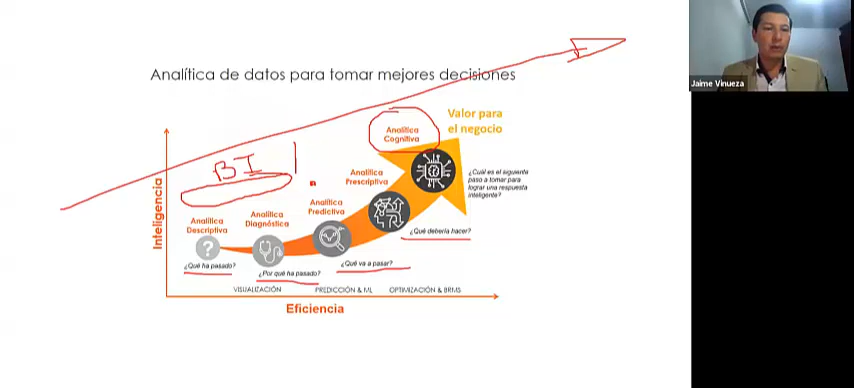 Analítica de datos para tomar mejores decisiones
Jaime Vinueza
Valor para
el negocio
Analítica
Cognitiva
BI
Analítica
Prescriptiva
¿Cuál es el siguiente
paso a tomar para
lograr una respuesta
inteligente?
Analítica
Predictiva
Analítica
Diagnóstica
Analítica
Descriptiva
¿Qué debería hacer?
¿Qué va a pasar?
¿Qué ha pasado?
¿Por qué ha pasado?
VISUALIZACIÓN
PREDICCIÓN & ML
OPTIMIZACIÓN & BRMS
Inteligencia
Eficiencia